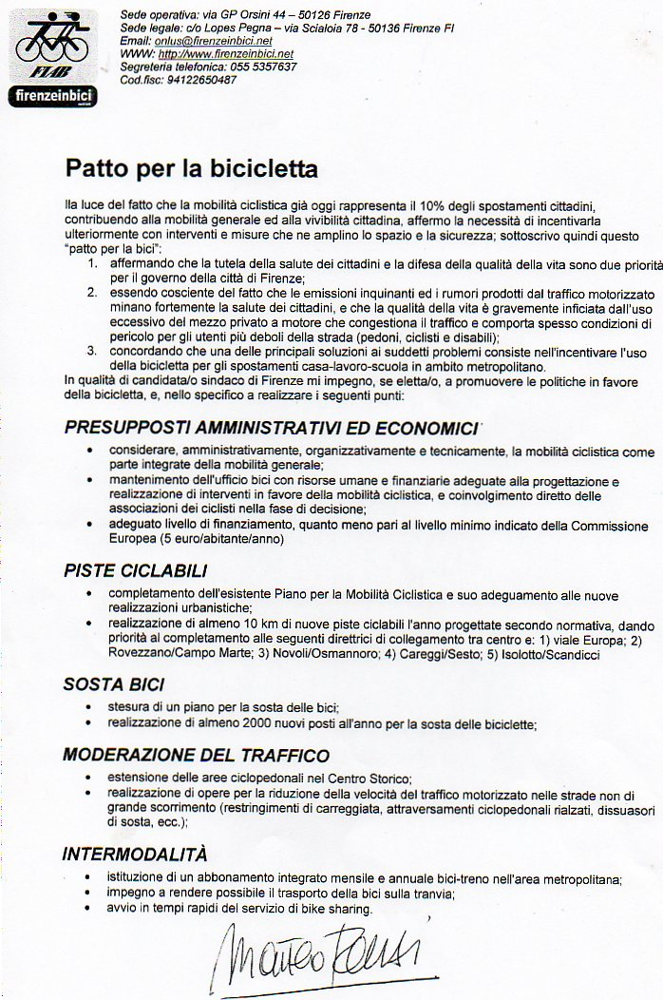 Sede operativa: via GP Orsini 44 – 50126 Firenze
Sede legale: c/o Lopes Pegna – via Scialoia 78 - 50136 Firenze FI
Email: onlus@firenzeinbici.net
WWW: http://www.firenzeinbici.net
Segreteria telefonica: 055 5357637
Cod.fisc: 94122650487
FIAB
firenzeinbici
Patto per la bicicletta
lla luce del fatto che la mobilità ciclistica già oggi rappresenta il 10% degli spostamenti cittadini,
contribuendo alla mobilità generale ed alla vivibilità cittadina, affermo la necessità di incentivarla
ulteriormente con interventi e misure che ne amplino lo spazio e la sicurezza; sottoscrivo quindi questo
“patto per la bici”:
1. affermando che la tutela della salute dei cittadini e la difesa della qualità della vita sono due priorità
per il governo della città di Firenze;
2. essendo cosciente del fatto che le emissioni inquinanti ed i rumori prodotti dal traffico motorizzato
minano fortemente la salute dei cittadini, e che la qualità della vita è gravemente inficiata dall'uso
eccessivo del mezzo privato a motore che congestiona il traffico e comporta spesso condizioni di
pericolo per gli utenti più deboli della strada (pedoni, ciclisti e disabili);
3. concordando che una delle principali soluzioni ai suddetti problemi consiste nell'incentivare l'uso
della bicicletta per gli spostamenti casa-lavoro-scuola in ambito metropolitano.
In qualità di candidata/o sindaco di Firenze mi impegno, se eletta/o, a promuovere le politiche in favore
della bicicletta, e, nello specifico a realizzare i seguenti punti:
PRESUPPOSTI AMMINISTRATIVI ED ECONOMICI
• considerare, amministrativamente, organizzativamente e tecnicamente, la mobilità ciclistica come
parte integrate della mobilità generale;
• mantenimento dell'ufficio bici con risorse umane e finanziarie adeguate alla progettazione e
realizzazione di interventi in favore della mobilità ciclistica, e coinvolgimento diretto delle
associazioni dei ciclisti nella fase di decisione;
• adeguato livello di finanziamento, quanto meno pari al livello minimo indicato della Commissione
Europea (5 euro/abitante/anno)
PISTE CICLABILI
• completamento dell'esistente Piano per la Mobilità Ciclistica e suo adeguamento alle nuove
realizzazioni urbanistiche;
• realizzazione di almeno 10 km di nuove piste ciclabili l'anno progettate secondo normativa, dando
priorità al completamento alle seguenti direttrici di collegamento tra centro e: 1) viale Europa; 2)
Rovezzano/Campo Marte; 3) Novoli/Osmannoro; 4) Careggi/Sesto; 5) Isolotto/Scandicci
SOSTA BICI
• stesura di un piano per la sosta delle bici;
• realizzazione di almeno 2000 nuovi posti all'anno per la sosta delle biciclette;
MODERAZIONE DEL TRAFFICO
• estensione delle aree ciclopedonali nel Centro Storico;
• realizzazione di opere per la riduzione della velocità del traffico motorizzato nelle strade non di
grande scorrimento (restringimenti di carreggiata, attraversamenti ciclopedonali rialzati, dissuasori
di sosta, ecc.);
INTERMODALITÀ
• istituzione di un abbonamento integrato mensile e annuale bici-treno nell'area metropolitana;
• impegno a rendere possibile il trasporto della bici sulla tranvia;
• avvio in tempi rapidi del servizio di bike sharing.
Matteo Renzi